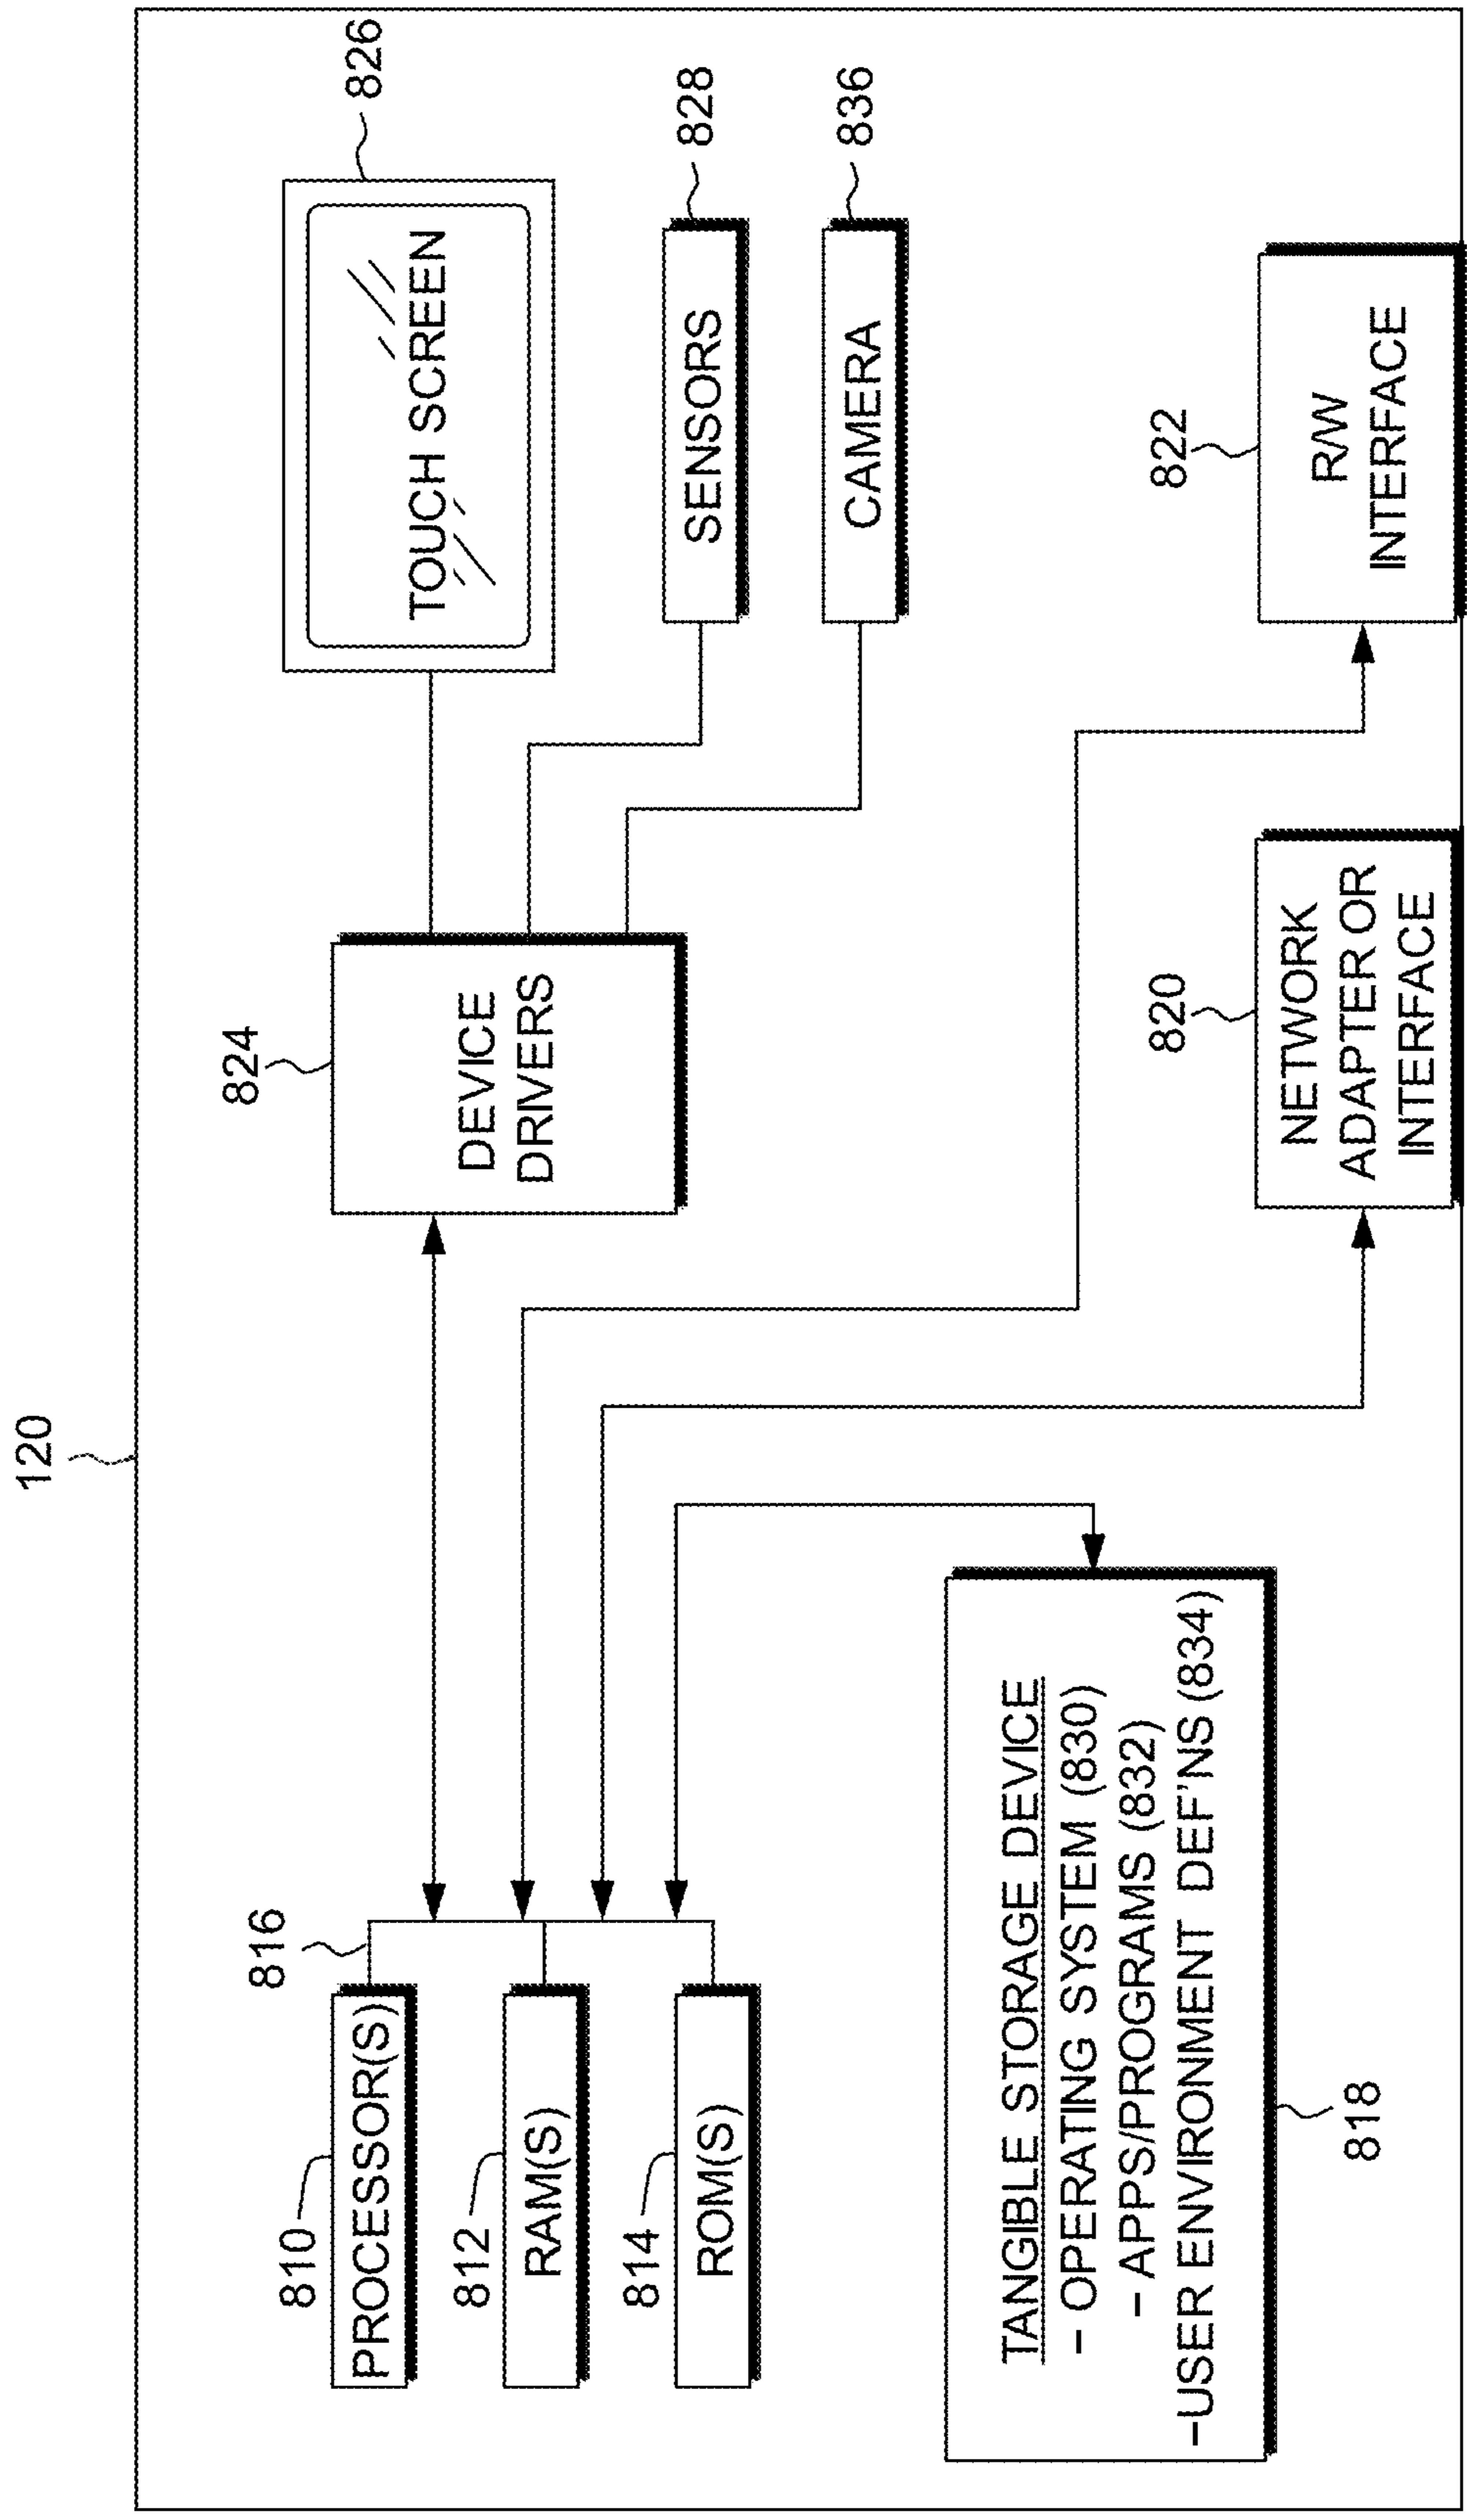 120
810
PROCESSOR(S)
816
812
RAM(S)
814
ROM(S)
824
DEVICE
DRIVERS
826
TOUCH SCREEN
828
SENSORS
836
CAMERA
TANGIBLE STORAGE DEVICE
– OPERATING SYSTEM (830)
– APPS/PROGRAMS (832)
–USER ENVIRONMENT DEF'NS (834)
818
820
NETWORK
ADAPTER OR
INTERFACE
822
R/W
INTERFACE